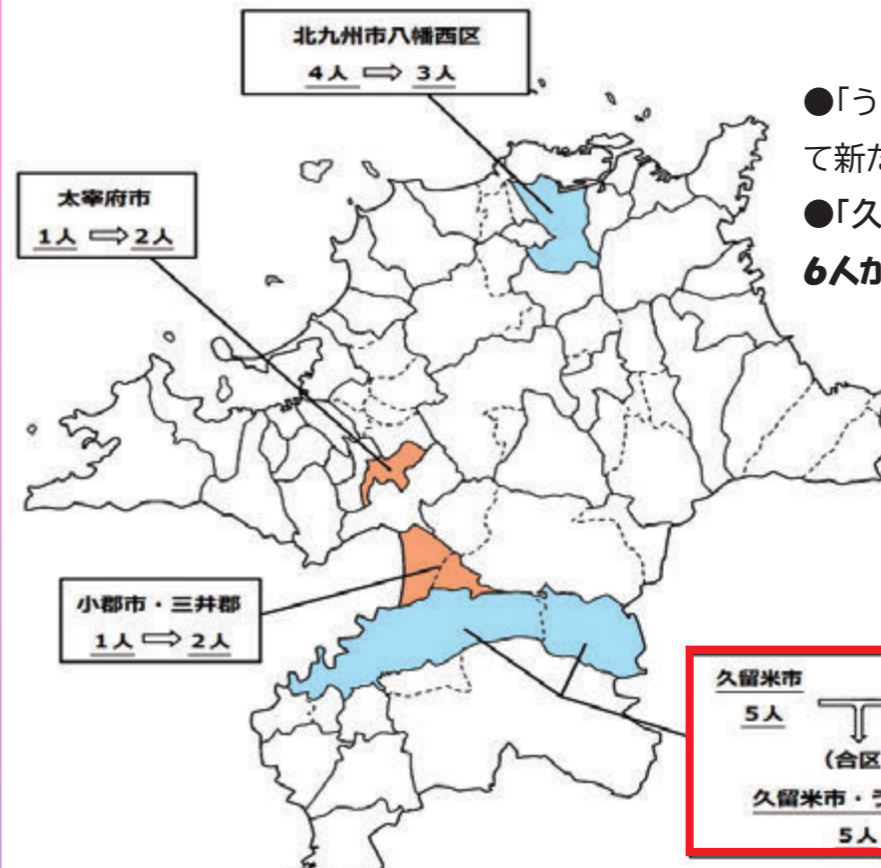 北九州市八幡西区
4人 ⇨ 3人
●「う
て新た
●「久
6人か
太宰府市
1人 ⇨ 2人
小郡市・三井郡
1人 ⇨ 2人
久留米市
5人
(合区
久留米市・う
5人